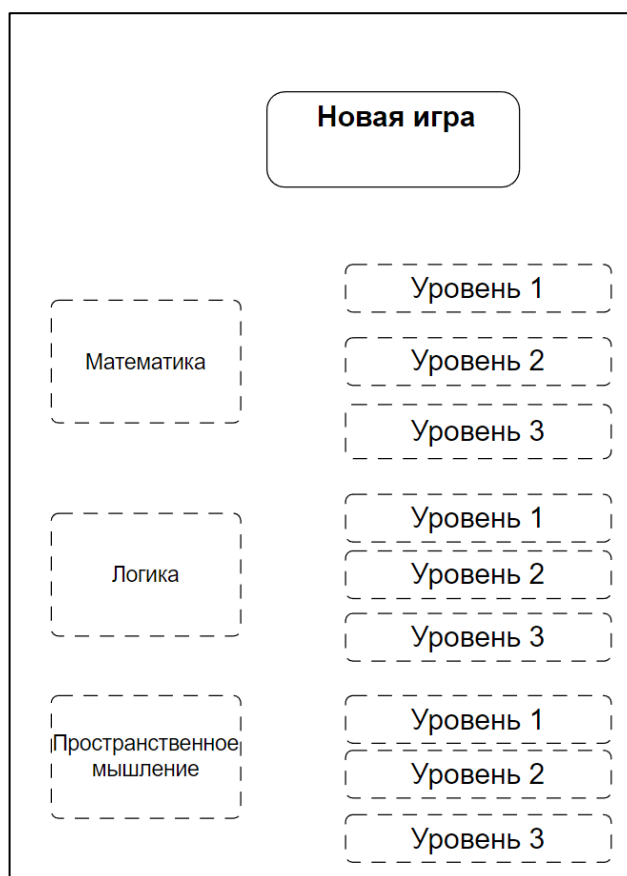 Новая игра
Математика
Уровень 1
Уровень 2
Уровень 3
Логика
Уровень 1
Уровень 2
Уровень 3
Пространственное
мышление
Уровень 1
Уровень 2
Уровень 3